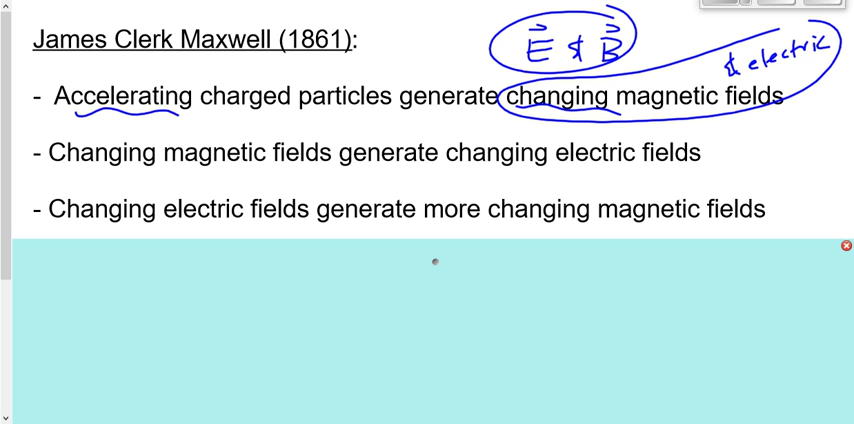 James Clerk Maxwell (1861):
E & B
& electric
- Accelerating charged particles generate changing magnetic fields
- Changing magnetic fields generate changing electric fields
- Changing electric fields generate more changing magnetic fields